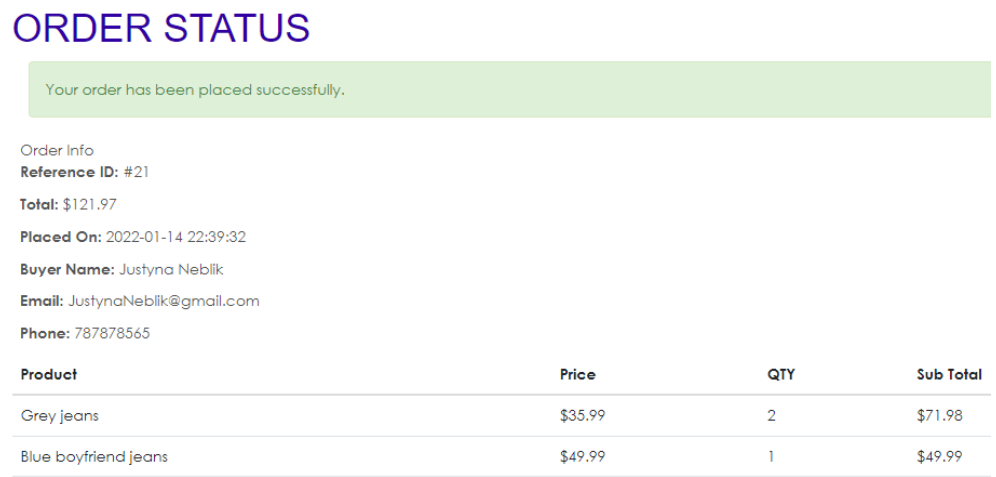 ORDER STATUS
Your order has been placed successfully.
Order Info
Reference ID: #21
Total: $121.97
Placed On: 2022-01-14 22:39:32
Buyer Name: Justyna Neblik
Email: JustynaNeblik@gmail.com
Phone: 787878565
Product Price QTY Sub Total
Grey jeans $35.99 2 $71.98
Blue boyfriend jeans $49.99 1 $49.99